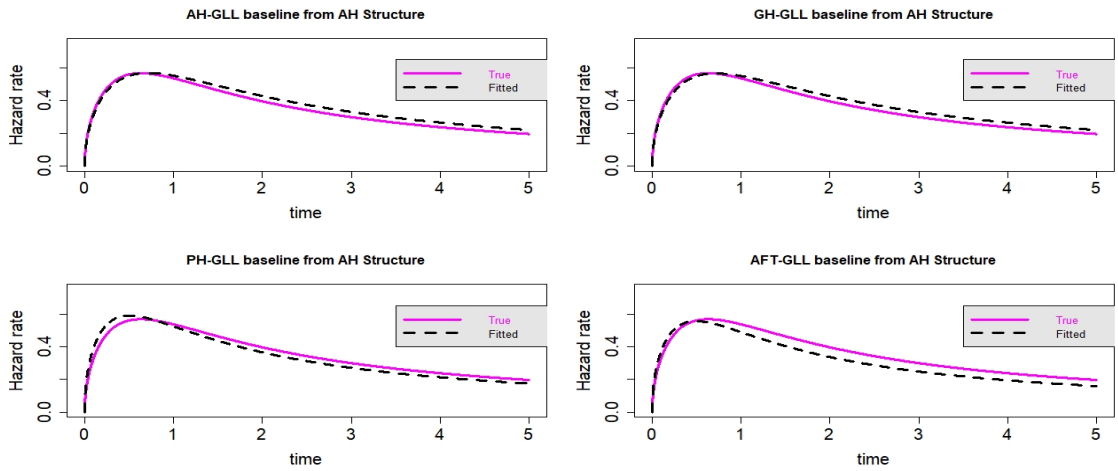 AH-GLL baseline from AH Structure
Hazard rate
0.0 0.4
True
Fitted
0 1 2 3 4 5
time
GH-GLL baseline from AH Structure
Hazard rate
0.0 0.4
True
Fitted
0 1 2 3 4 5
time
PH-GLL baseline from AH Structure
Hazard rate
0.0 0.4
True
Fitted
0 1 2 3 4 5
time
AFT-GLL baseline from AH Structure
Hazard rate
0.0 0.4
True
Fitted
0 1 2 3 4 5
time